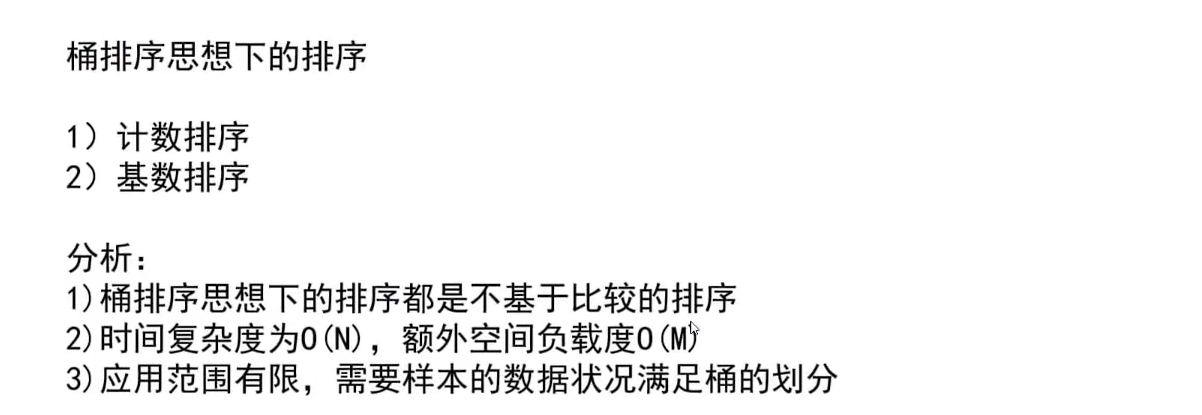 桶排序思想下的排序
1）计数排序
2）基数排序
分析：
1)桶排序思想下的排序都是不基于比较的排序
2)时间复杂度为O(N)，额外空间负载度O(M)
3)应用范围有限，需要样本的数据状况满足桶的划分